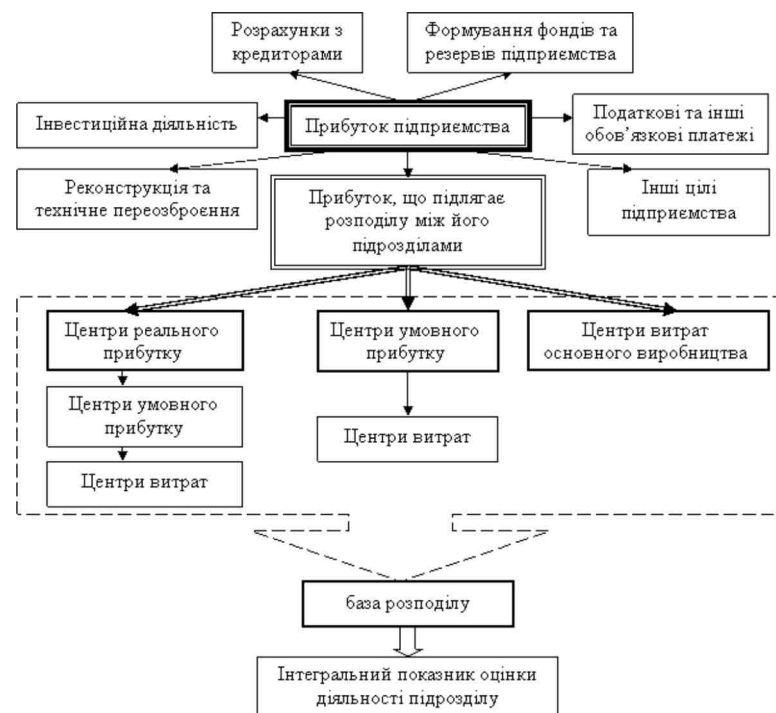 Розрахунки з
кредиторами
Формування фондів та
резервів підприємства
Інвестиційна діяльність
Прибуток підприємства
Податкові та інші
обов’язкові платежі
Реконструкція та
технічне переозброєння
Прибуток, що підлягає
розподілу між його
підрозділами
Інші цілі
підприємства
Центри реального
прибутку
Центри умовного
прибутку
Центри витрат
основного виробництва
Центри умовного
прибутку
Центри витрат
Центри витрат
база розподілу
Інтегральний показник оцінки
діяльності підрозділу